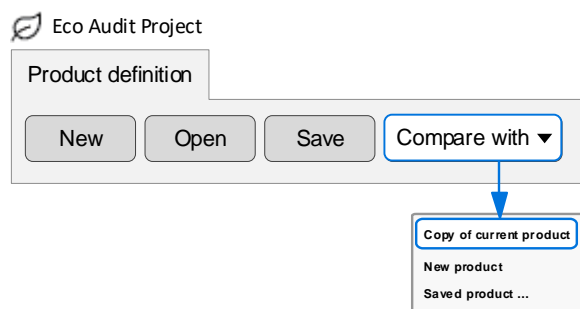 Eco Audit Project
Product definition
New Open Save Compare with
Copy of current product
New product
Saved product ...